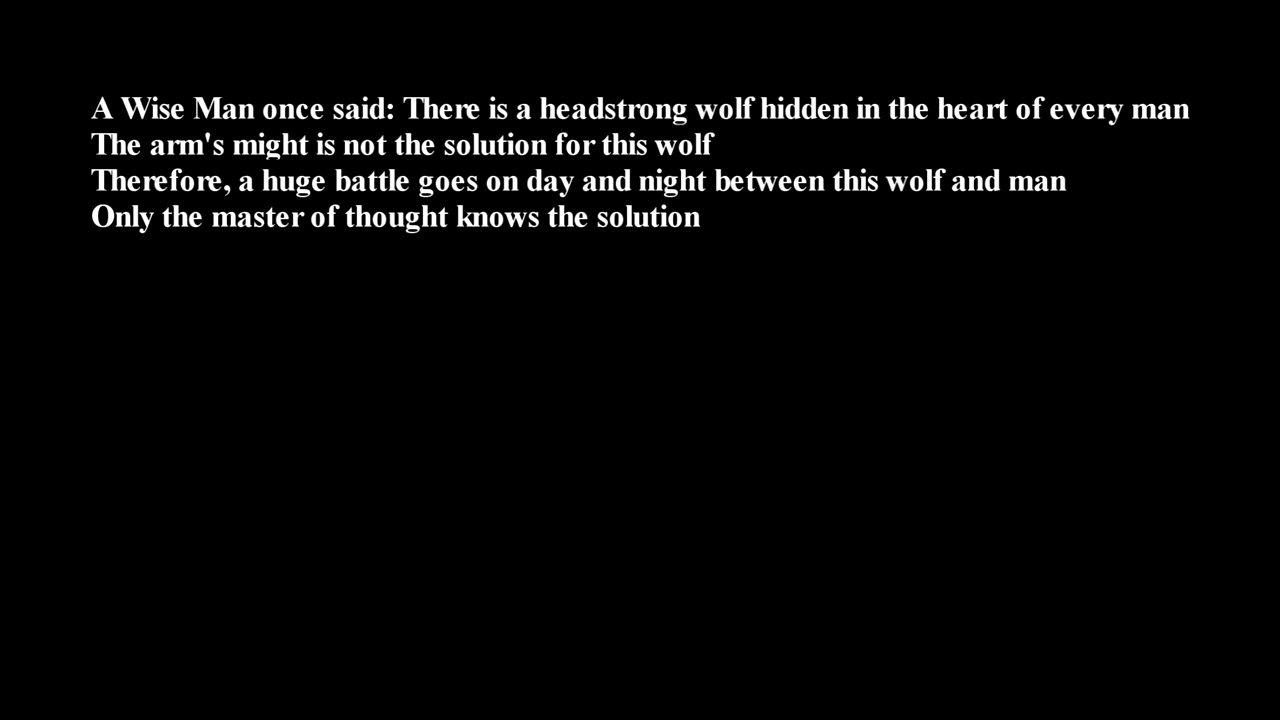 A Wise Man once said: There is a headstrong wolf hidden in the heart of every man
The arm's might is not the solution for this wolf
Therefore, a huge battle goes on day and night between this wolf and man
Only the master of thought knows the solution